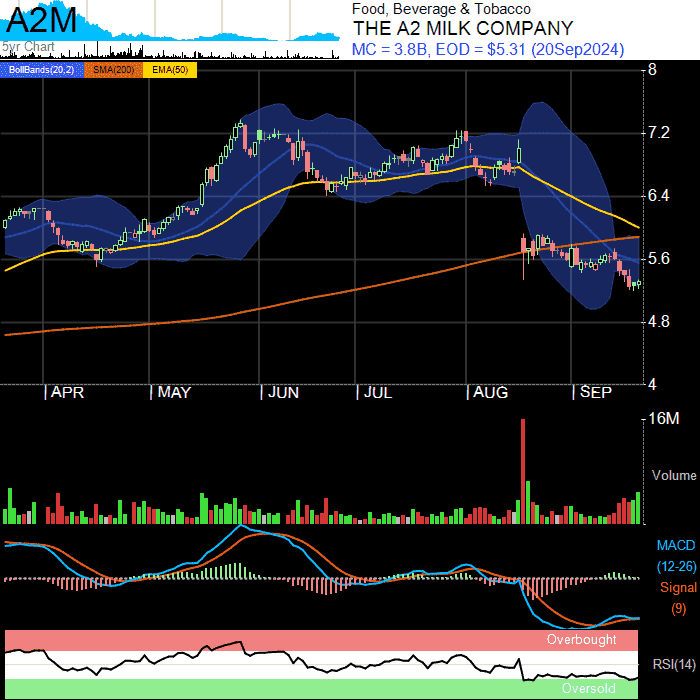 A2M
5yr Chart
Food, Beverage & Tobacco
THE A2 MILK COMPANY
MC = 3.8B, EOD = $5.31 (20Sep2024)
BollBands(20,2) SMA(200) EMA(50)
8
7.2
6.4
5.6
4.8
4
APR MAY JUN JUL AUG SEP
16M
Volume
MACD
(12-26)
Signal
(9)
Overbought
RSI(14)
Oversold